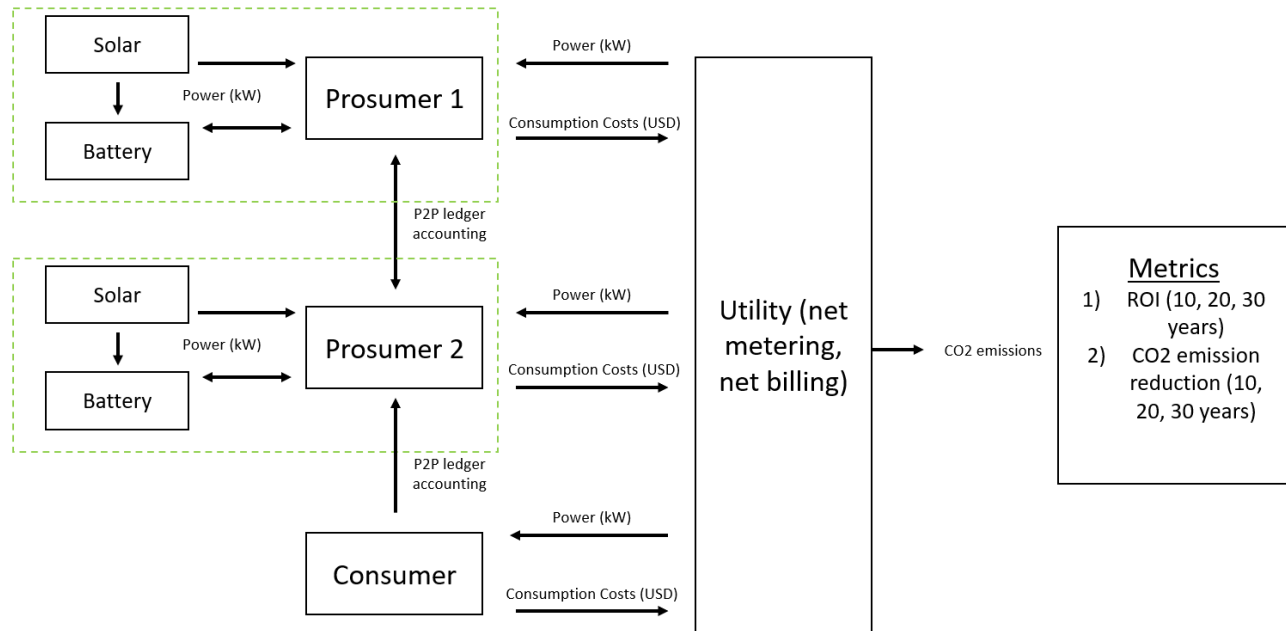 Solar
Power (kW)
Battery
Prosumer 1
Power (kW)
Consumption Costs (USD)
P2P ledger
accounting
Solar
Power (kW)
Battery
Prosumer 2
Power (kW)
Consumption Costs (USD)
P2P ledger
accounting
Consumer
Power (kW)
Consumption Costs (USD)
Utility (net
metering,
net billing)
CO2 emissions
Metrics
1) ROI (10, 20, 30
years)
2) CO2 emission
reduction (10,
20, 30 years)